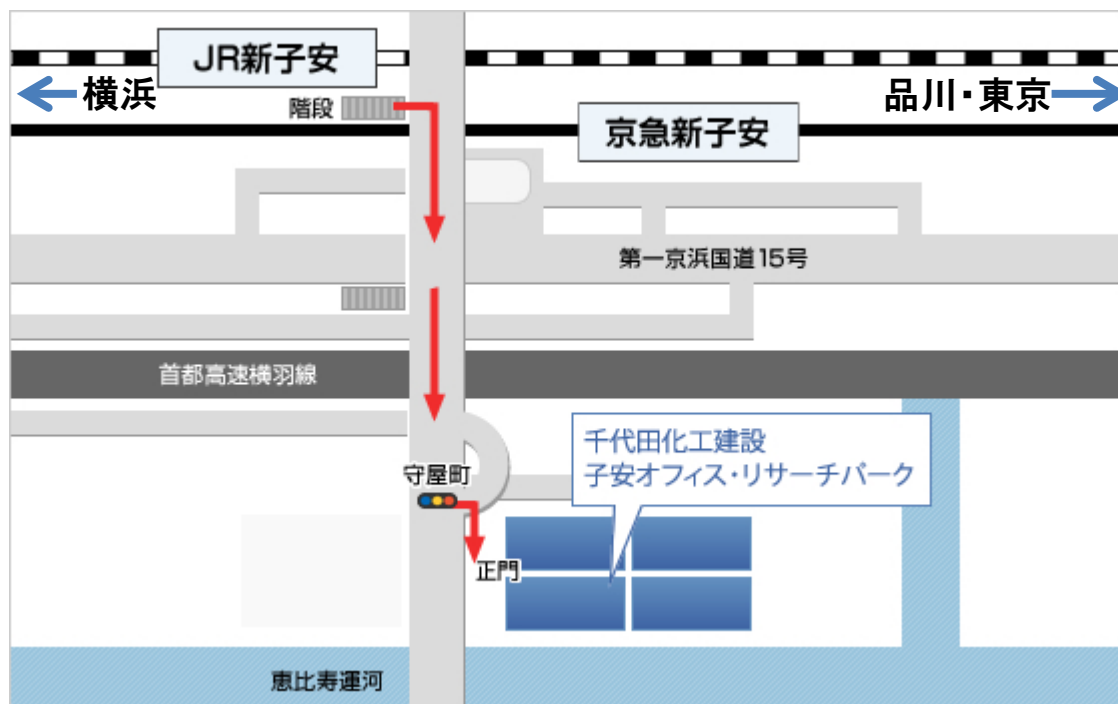 JR新子安
横浜
品川・東京
階段
京急新子安
第一京浜国道15号
首都高速横羽線
千代田化工建設
子安オフィス・リサーチパーク
守屋町
正門
恵比寿運河